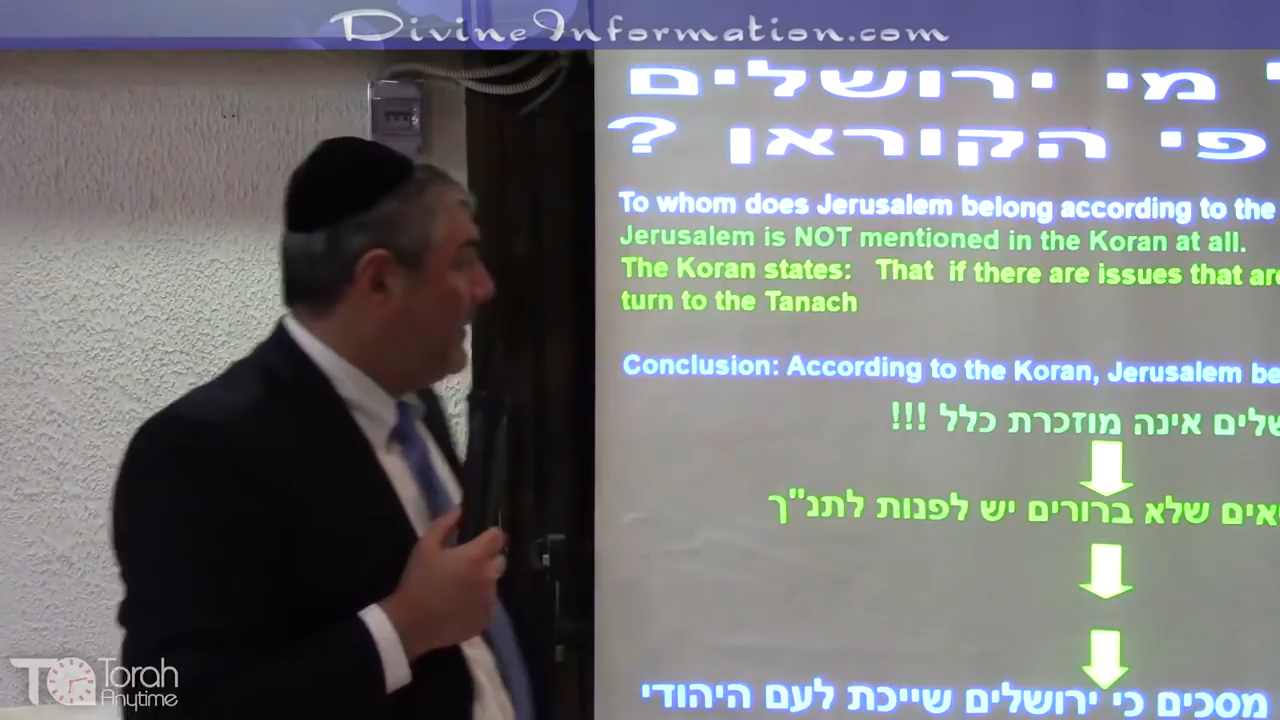 DivineInformation.com
מי ירושלים
פי הקוראן ?
To whom does Jerusalem belong according to the
Jerusalem is NOT mentioned in the Koran at all.
The Koran states: That if there are issues that are
turn to the Tanach
Conclusion: According to the Koran, Jerusalem be
שלים אינה מוזכרת כלל !!!
אים שלא ברורים יש לפנות לתנ"ך
מסכים כי ירושלים שייכת לעם היהודי
Torah
Anytime